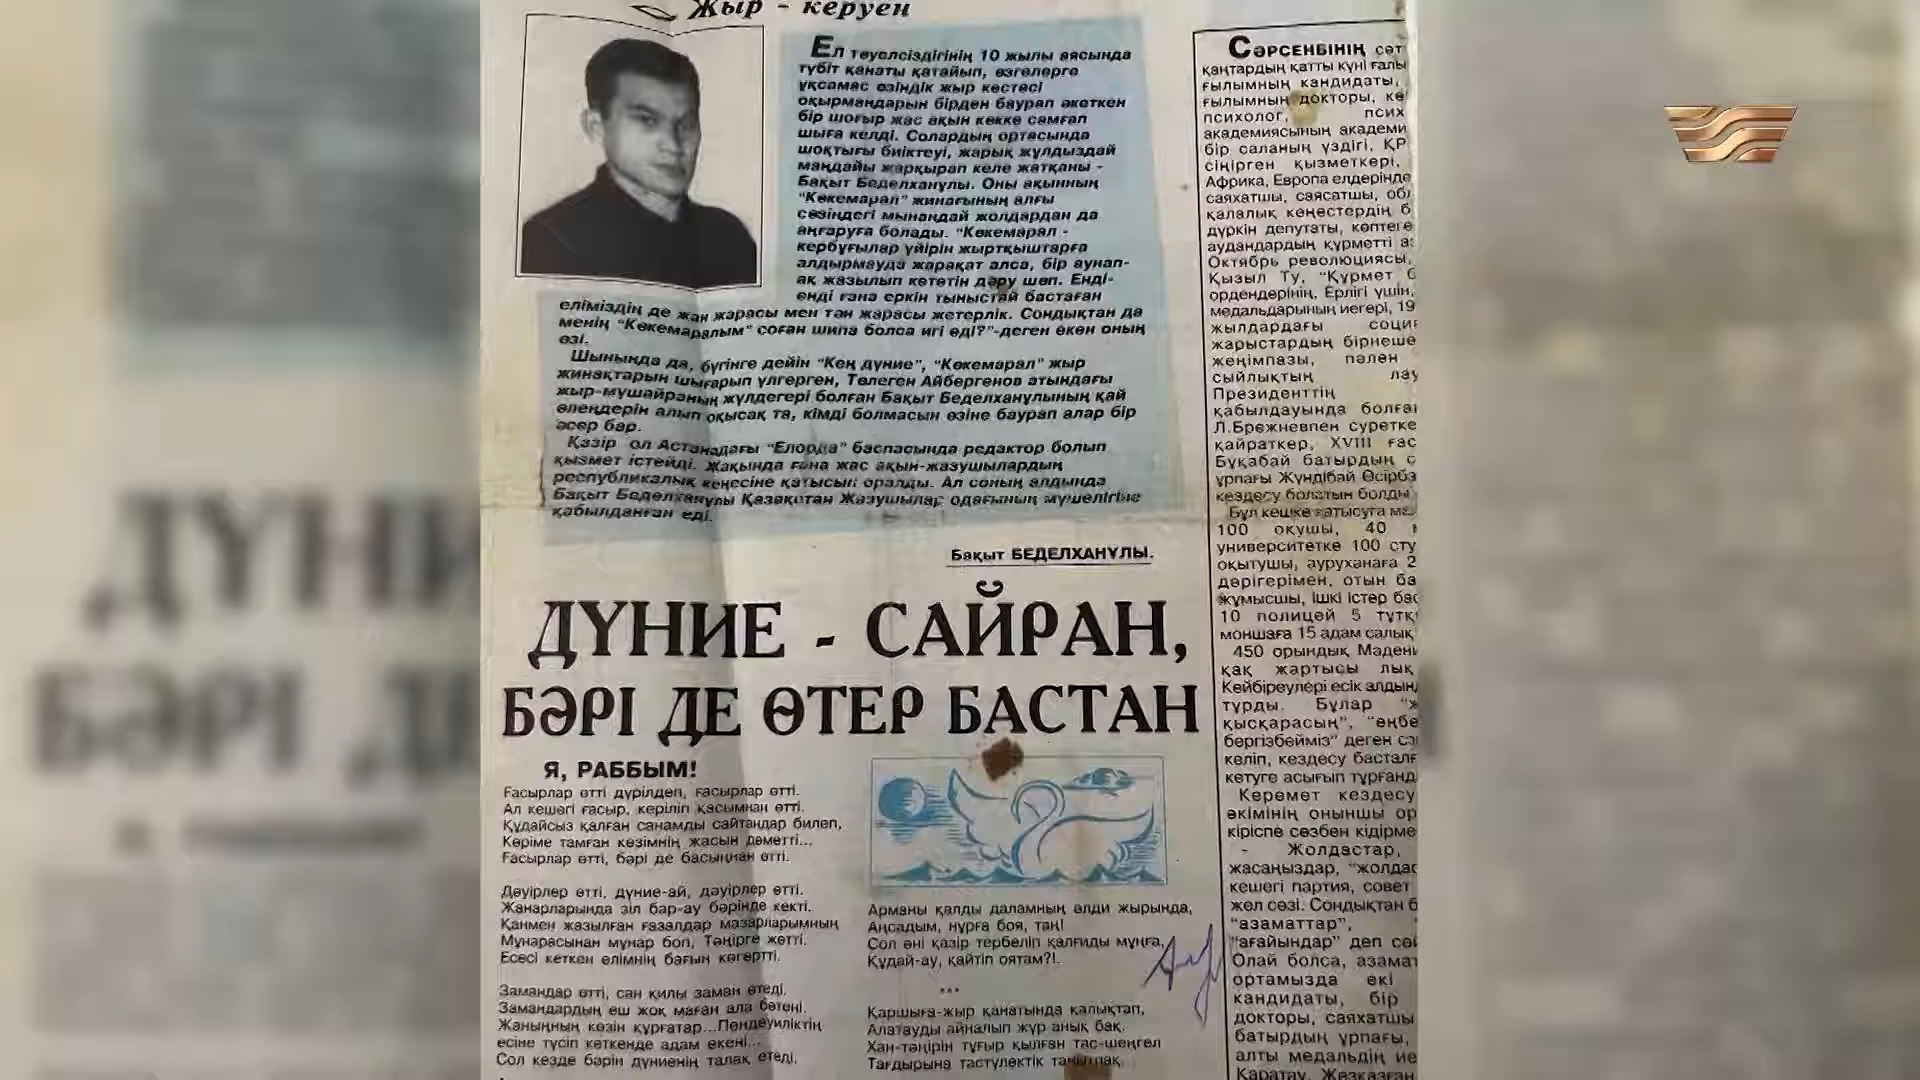 Жыр - керуен
Ел тәуелсіздігінің 10 жылы аясында
түбіт қанаты қатайып, өзгелерге
ұқсамас өзіндік жыр кестесі
оқырмандарын бірден баурап әкеткен
бір шоғыр жас ақын көкке самғап
шыға келді. Солардың ортасында
шоқтығы биіктеуі, жарық жұлдыздай
маңдайы жарқырап келе жатқаны -
Бақыт Беделханұлы. Оны ақынның
"Көкемарал" жинағының алғы
сөзіндегі мынандай жолдардан да
аңғаруға болады. "Көкемарал -
кербұғылар үйірін жыртқыштарға
алдырмауда жарақат алса, бір аунап-
ақ жазылып кететін дәру шөп. Енді-
енді ғана еркін тыныстай бастаған
еліміздің де жан жарасы мен тән жарасы жетерлік. Сондықтан да
менің "Көкемаралым" соған шипа болса игі еді?"-деген екен оның
өзі.
Шынында да, бүгінге дейін "Кең дүние", "Көкемарал" жыр
жинақтарын шығарып үлгерген, Төлеген Айбергенов атындағы
жыр-мүшайраның жүлдегері болған Бақыт Беделханұлының қай
өлеңдерін алып оқысақ та, кімді болмасын өзіне баурап алар бір
әсер бар.
Қазір ол Астанадағы "Елорда" баспасында редактор болып
қызмет істейді. Жақында ғана жас ақын-жазушылардың
республикалық кеңесіне қатысып оралды. Ал соның алдында
Бақыт Беделханұлы Қазақстан Жазушылар одағының мүшелігіне
қабылданған еді.
Бақыт БЕДЕЛХАНҰЛЫ.
ДҮНИЕ - САЙРАН,
БӘРІ ДЕ ӨТЕР БАСТАН
Я, РАББЫМ!
Ғасырлар өтті дүрілдеп, ғасырлар өтті.
Ал кешегі ғасыр, керіліп қасымнан өтті.
Құдайсыз қалған санамды сайтандар билеп,
Көріме тамған көзімнің жасын дәметті...
Ғасырлар өтті, бәрі де басыңнан өтті.
Дәуірлер өтті, дүние-ай, дәуірлер өтті.
Жанарларында зіл бар-ау бәрінде кекті.
Қанмен жазылған ғазалдар мазарларымның
Мұнарасынан мұнар боп, Тәңірге жетті.
Есесі кеткен елімнің бағын көгертті.
Замандар өтті, сан қилы заман өтеді.
Замандардың еш жоқ маған ала бөтені.
Жаныңның көзін құрғатар...Пенделиліктің
есіне түсіп кеткенде адам екені...
Сол кезде бәрін дүниенің талақ етеді.
Арманы қалды даламның әлди жырында,
Аңсадым, нұрға боя, таң!
Сол әні қазір тербеліп қалғиды мұңға,
Құдай-ау, қайтіп оятам?!.
***
Қаршыға-жыр қанатында қалықтап,
Алатауды айналып жүр анық бақ.
Хан-тәңірін тұғыр қылған тас-шеңгел
Тағдырына тастүлектік
СӘРСЕНБІНІҢ сәт
қаңтардың қатты күні ғалы
ғылымның кандидаты,
ғылымның докторы, кө
психолог, псих
академиясының академи
бір саланың үздігі, ҚР
сіңірген қызметкері,
Африка, Европа елдерінде
саяхатшы, саясатшы, об
қалалық кеңестердің б
дүркін депутаты, көптеге
аудандардың құрметті а
Октябрь революциясы,
Қызыл Ту, "Құрмет б
ордендерінің, Ерлігі үшін,
медальдарының иегері, 19
жылдардағы соци
жарыстардың бірнеше
жеңімпазы, пәлен
сыйлықтың лау
Президенттің
қабылдауында болға
Л.Брежневпен суретке
қайраткер, XVIII ғас
Бұқабай батырдың с
ұрпағы Жүндібай Өсірба
кездесу болатын болды
Бұл кешке қатысуға ма
100 оқушы, 40
университетке 100 сту
оқытушы, ауруханаға 2
дәрігерімен, отын ба
жұмысшы, ішкі істер бас
10 полицей 5 тұтқ
моншаға 15 адам салық
450 орындық Мәдени
қақ жартысы лық
Кейбіреулері есік алдын
тұрды. Бұлар "ж
қысқарасың", "еңбе
бергізбейміз" деген сә
келіп, кездесу басталғ
кетуге асығып тұрғанд
Керемет кездесу
әкімінің оныншы ор
кіріспе сөзбен кідірме
- Жолдастар,
жасаңыздар, "жолдас
кешегі партия, совет
жел сөзі. Сондықтан б
"азаматтар",
"ағайындар" деп сөй
Олай болса, азамат
ортамызда екі
кандидаты, бір
докторы, саяхатшы
батырдың ұрпағы,
алты медальдің ие
Қаратау, Жезқазған